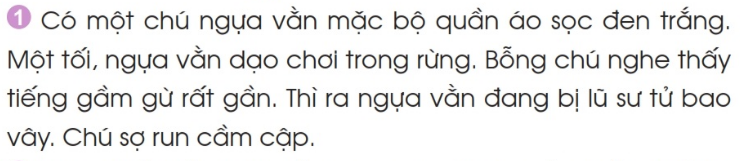 1 Có một chú ngựa vằn mặc bộ quần áo sọc đen trắng.
Một tối, ngựa vằn dạo chơi trong rừng. Bỗng chú nghe thấy
tiếng gầm gừ rất gần. Thì ra ngựa vằn đang bị lũ sư tử bao
vây. Chú sợ run cầm cập.